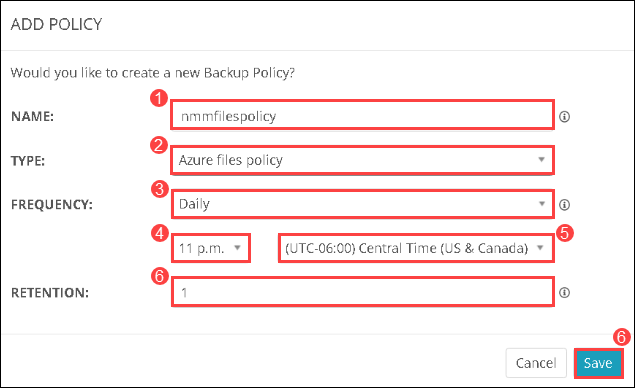 ADD POLICY
Would you like to create a new Backup Policy?
1
NAME: nmmfilespolicy
2
TYPE: Azure files policy
3
FREQUENCY: Daily
4 5
11 p.m. (UTC-06:00) Central Time (US & Canada)
6
RETENTION: 1
6
Cancel Save